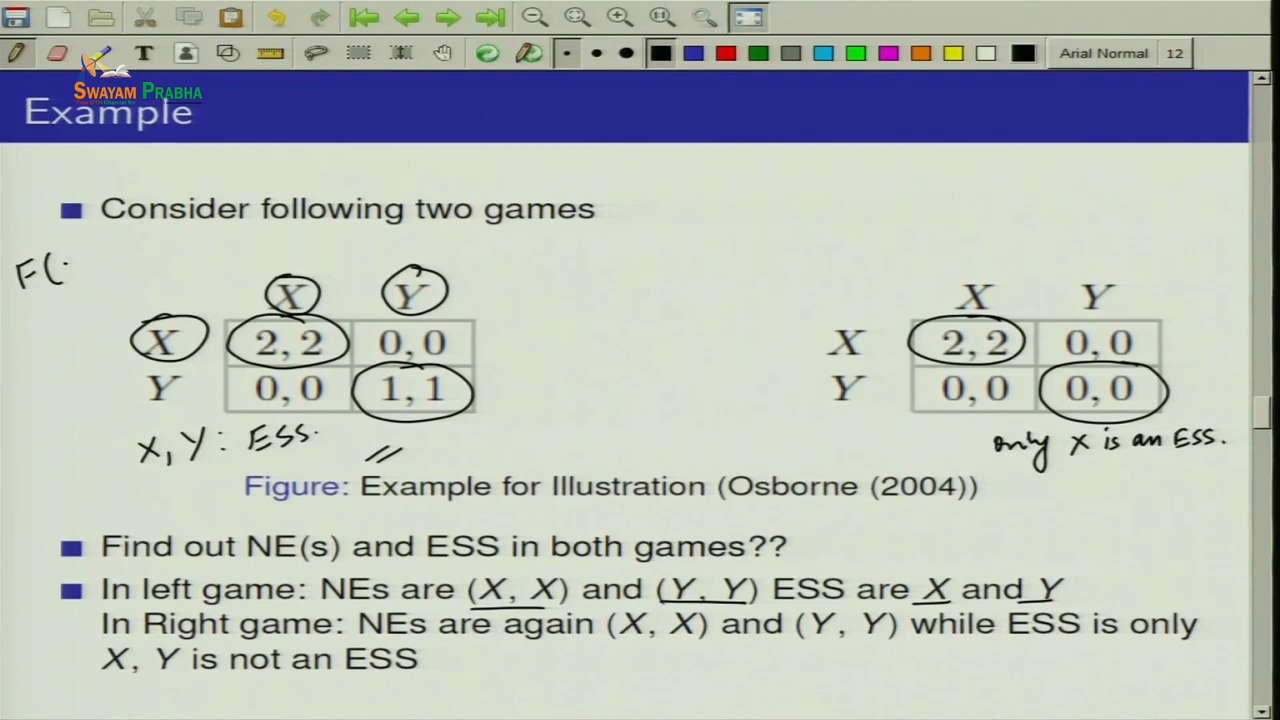 Arial Normal 12
SWAYAM PRABHA
Example
Consider following two games
F(.
X Y
X 2, 2 0, 0
Y 0, 0 1, 1
X, Y : ESS.
X Y
X 2, 2 0, 0
Y 0, 0 0, 0
only X is an ESS.
Figure: Example for Illustration (Osborne (2004))
Find out NE(s) and ESS in both games??
In left game: NEs are (X, X) and (Y, Y) ESS are X and Y
In Right game: NEs are again (X, X) and (Y, Y) while ESS is only
X, Y is not an ESS